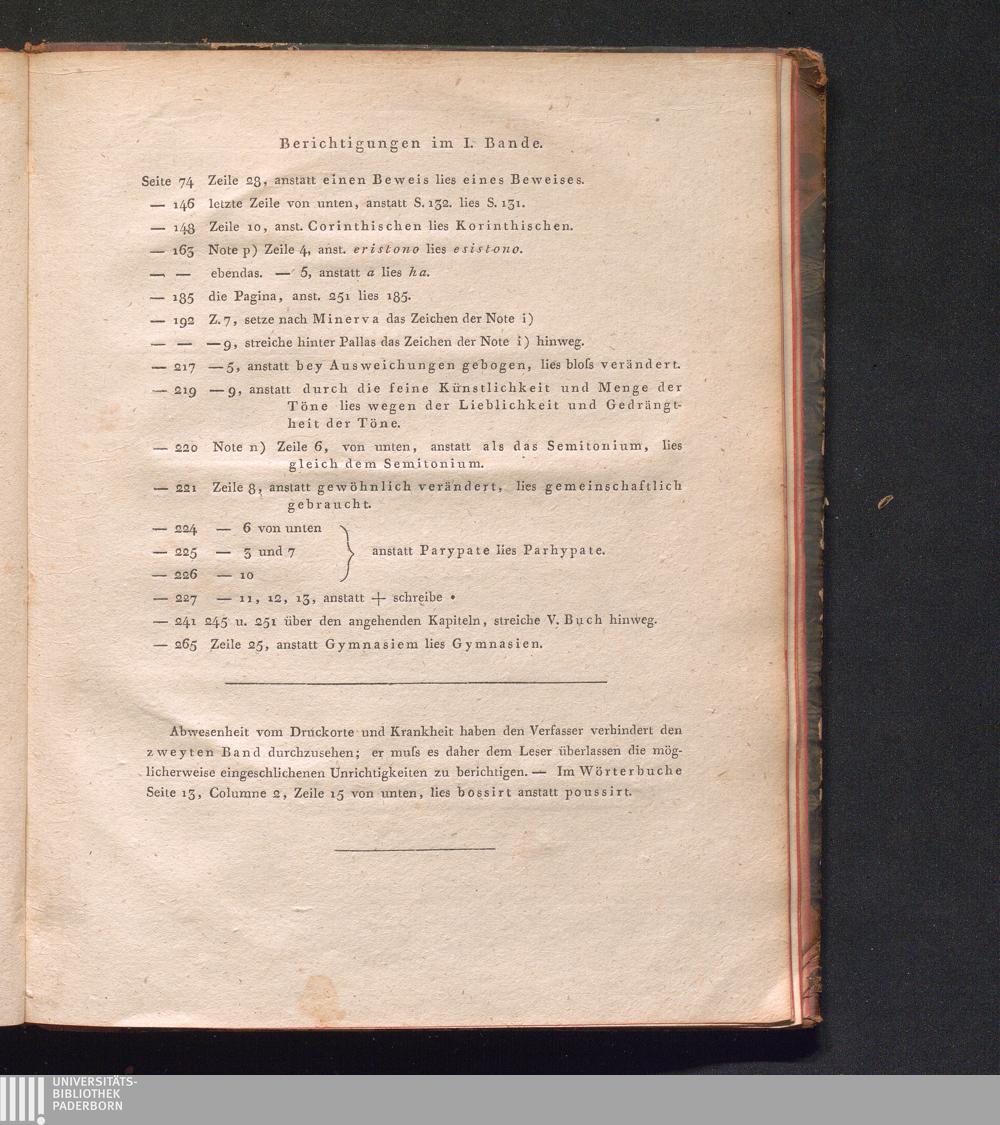 Berichtigungen im I. Bande.
Seite 74 Zeile 23, anstatt einen Beweis lies eines Beweises.
— 146 letzte Zeile von unten, anstatt S. 132. lies S. 131.
— 148 Zeile 10, anst. Corinthischen lies Korinthischen.
— 163 Note p) Zeile 4, anst. eristono lies esistono.
— — ebendas. — 5, anstatt a lies ha.
— 185 die Pagina, anst. 251 lies 185.
— 192 Z. 7, setze nach Minerva das Zeichen der Note i)
— — — 9, streiche hinter Pallas das Zeichen der Note i) hinweg.
— 217 — 5, anstatt bey Ausweichungen gebogen, lies bloſs verändert.
— 219 — 9, anstatt durch die feine Künstlichkeit und Menge der
Töne lies wegen der Lieblichkeit und Gedrängt-
heit der Töne.
— 220 Note n) Zeile 6, von unten, anstatt als das Semitonium, lies
gleich dem Semitonium.
— 221 Zeile 8, anstatt gewöhnlich verändert, lies gemeinschaftlich
gebraucht.
— 224 — 6 von unten
— 225 — 3 und 7 } anstatt Parypate lies Parhypate.
— 226 — 10
— 227 — 11, 12, 13, anstatt + schreibe •
— 241 245 u. 251 über den angehenden Kapiteln, streiche V. Buch hinweg.
— 265 Zeile 25, anstatt Gymnasiem lies Gymnasien.
Abwesenheit vom Druckorte und Krankheit haben den Verfasser verhindert den
zweyten Band durchzusehen; er muſs es daher dem Leser überlassen die mög-
licherweise eingeschlichenen Unrichtigkeiten zu berichtigen. — Im Wörterbuche
Seite 13, Columne 2, Zeile 15 von unten, lies bossirt anstatt poussirt.
UNIVERSITÄTS-
BIBLIOTHEK
PADERBORN